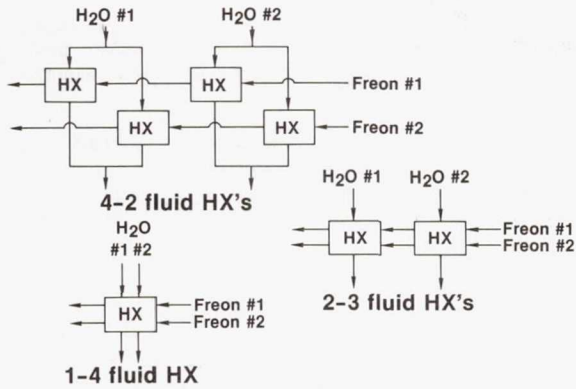 H₂O #1
H₂O #2
HX
HX
Freon #1
HX
HX
Freon #2
4-2 fluid HX's
H₂O #1
H₂O #2
HX
HX
Freon #1
Freon #2
2-3 fluid HX's
H₂O
#1 #2
HX
Freon #1
Freon #2
1-4 fluid HX